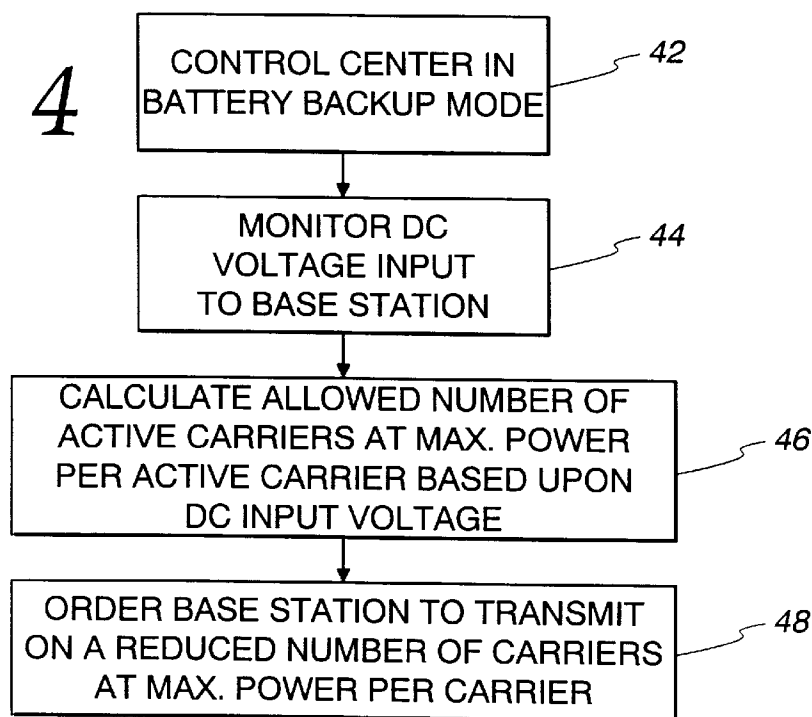 4
CONTROL CENTER IN
BATTERY BACKUP MODE
42
MONITOR DC
VOLTAGE INPUT
TO BASE STATION
44
CALCULATE ALLOWED NUMBER OF
ACTIVE CARRIERS AT MAX. POWER
PER ACTIVE CARRIER BASED UPON
DC INPUT VOLTAGE
46
ORDER BASE STATION TO TRANSMIT
ON A REDUCED NUMBER OF CARRIERS
AT MAX. POWER PER CARRIER
48